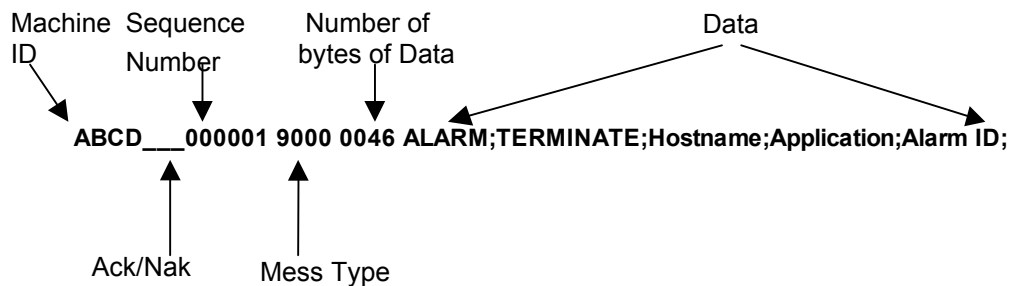 Machine ID
Sequence Number
Number of bytes of Data
Data
ABCD___000001 9000 0046 ALARM;TERMINATE;Hostname;Application;Alarm ID;
Ack/Nak
Mess Type